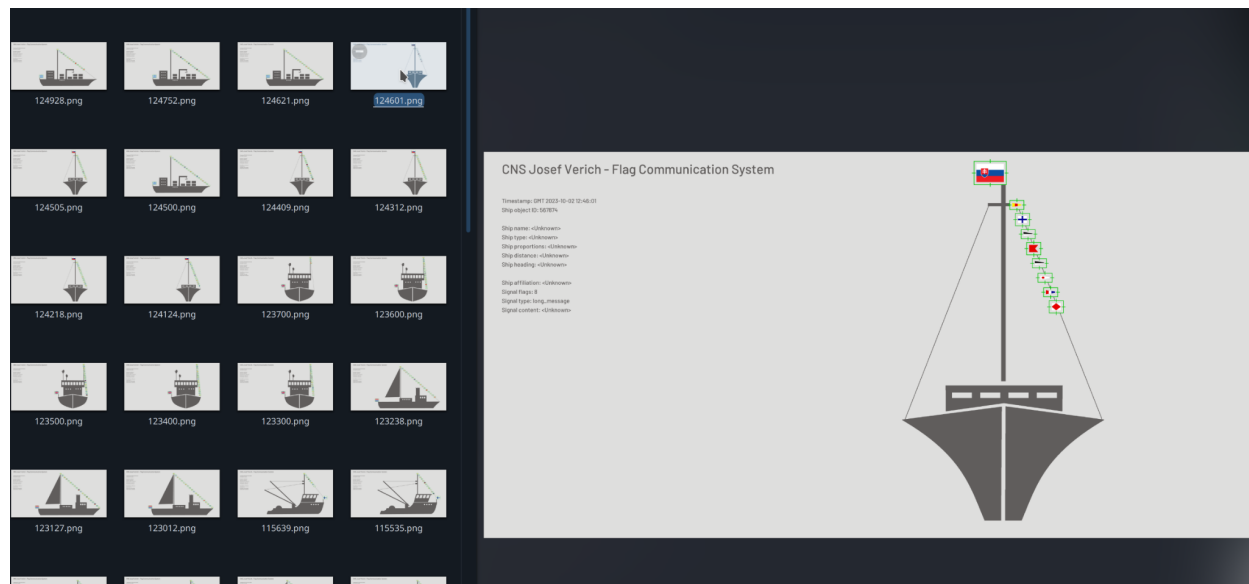 124928.png
124752.png
124621.png
124601.png
124505.png
124500.png
124409.png
124312.png
124218.png
124124.png
123700.png
123600.png
123500.png
123400.png
123300.png
123238.png
123127.png
123012.png
115639.png
115535.png
CNS Josef Verich - Flag Communication System
Timestamp: GMT 2023-10-02 12:46:01
Ship object ID: 567874
Ship name: <Unknown>
Ship type: <Unknown>
Ship proportions: <Unknown>
Ship distance: <Unknown>
Ship heading: <Unknown>
Ship affiliation: <Unknown>
Signal flags: 8
Signal type: long_message
Signal content: <Unknown>